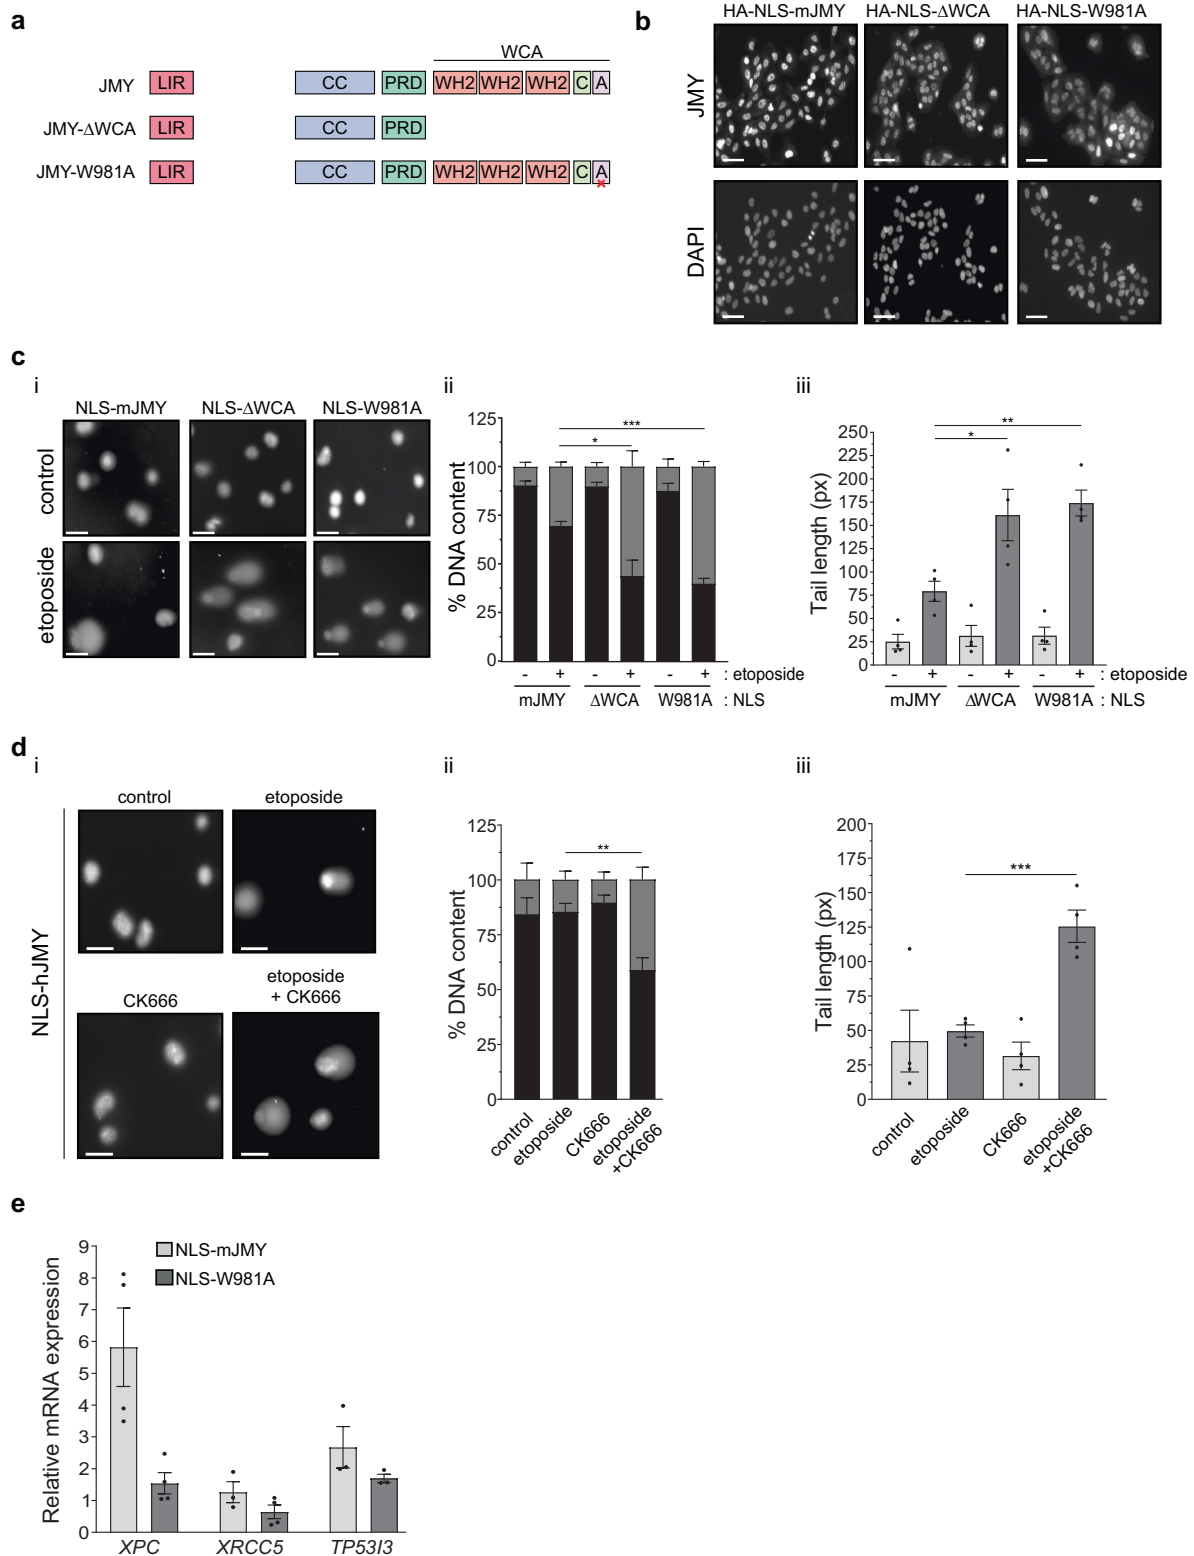 a
WCA
JMY LIR CC PRD WH2 WH2 WH2 C A
JMY-ΔWCA LIR CC PRD
JMY-W981A LIR CC PRD WH2 WH2 WH2 C A
b
HA-NLS-mJMY HA-NLS-ΔWCA HA-NLS-W981A
JMY
DAPI
c
i
NLS-mJMY NLS-ΔWCA NLS-W981A
control
etoposide
ii
% DNA content
125
100
75
50
25
0
* ***
- + - + - + : etoposide
mJMY ΔWCA W981A : NLS
iii
Tail length (px)
250
225
200
175
150
125
100
75
50
25
0
* **
- + - + - + : etoposide
mJMY ΔWCA W981A : NLS
d
i
NLS-hJMY
control etoposide
CK666 etoposide
+ CK666
ii
% DNA content
125
100
75
50
25
0
**
control
etoposide
CK666
etoposide
+CK666
iii
Tail length (px)
200
175
150
125
100
75
50
25
0
***
control
etoposide
CK666
etoposide
+CK666
e
Relative mRNA expression
9
8
7
6
5
4
3
2
1
0
NLS-mJMY
NLS-W981A
XPC XRCC5 TP53I3